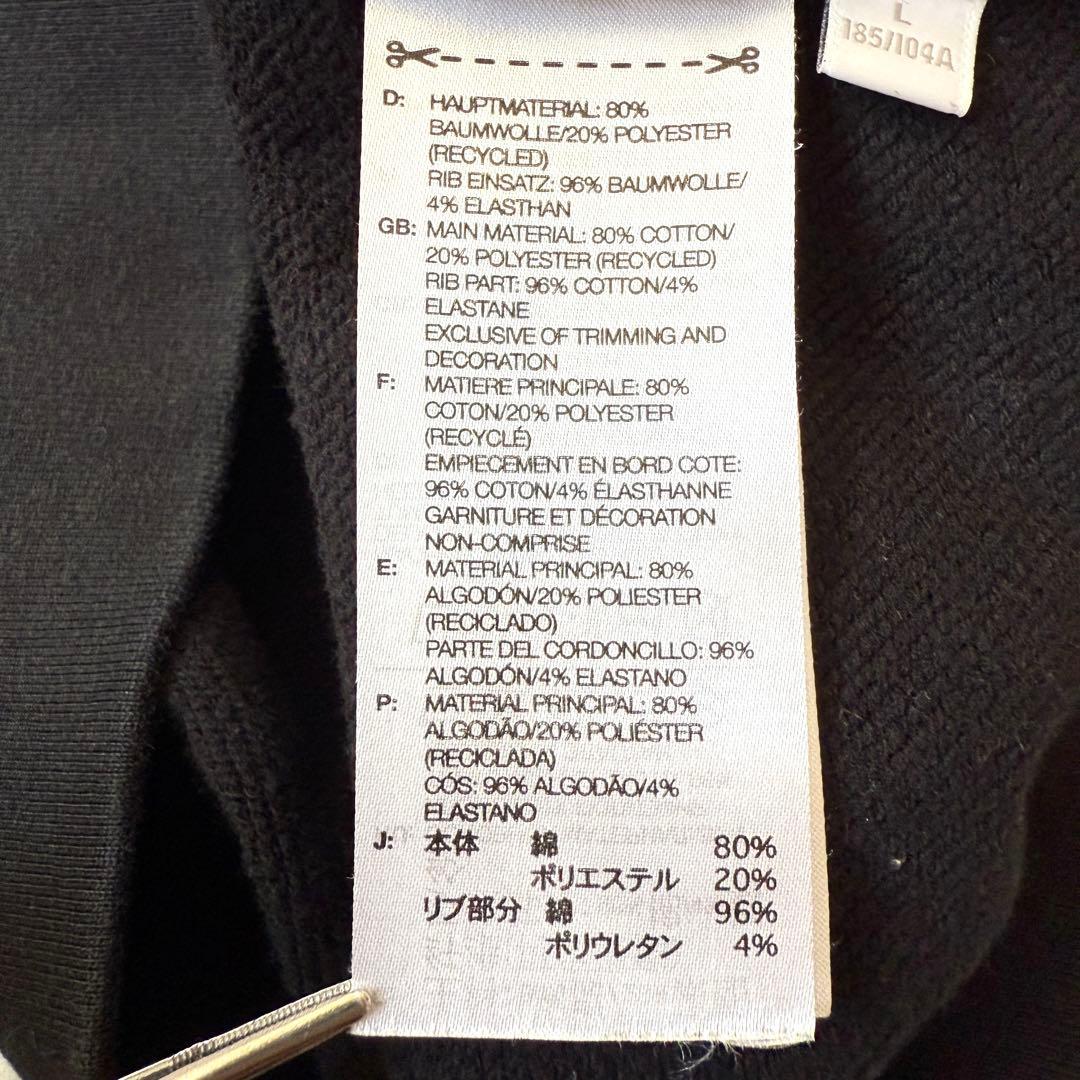 L
185/104A
D: HAUPTMATERIAL: 80%
BAUMWOLLE/20% POLYESTER
(RECYCLED)
RIB EINSATZ: 96% BAUMWOLLE/
4% ELASTHAN
GB: MAIN MATERIAL: 80% COTTON/
20% POLYESTER (RECYCLED)
RIB PART: 96% COTTON/4%
ELASTANE
EXCLUSIVE OF TRIMMING AND
DECORATION
F: MATIERE PRINCIPALE: 80%
COTON/20% POLYESTER
(RECYCLÉ)
EMPIECEMENT EN BORD COTE:
96% COTON/4% ÉLASTHANNE
GARNITURE ET DÉCORATION
NON-COMPRISE
E: MATERIAL PRINCIPAL: 80%
ALGODÓN/20% POLIESTER
(RECICLADO)
PARTE DEL CORDONCILLO: 96%
ALGODÓN/4% ELASTANO
P: MATERIAL PRINCIPAL: 80%
ALGODÃO/20% POLIÉSTER
(RECICLADA)
CÓS: 96% ALGODÃO/4%
ELASTANO
J: 本体 綿 80%
ポリエステル 20%
リブ部分 綿 96%
ポリウレタン 4%